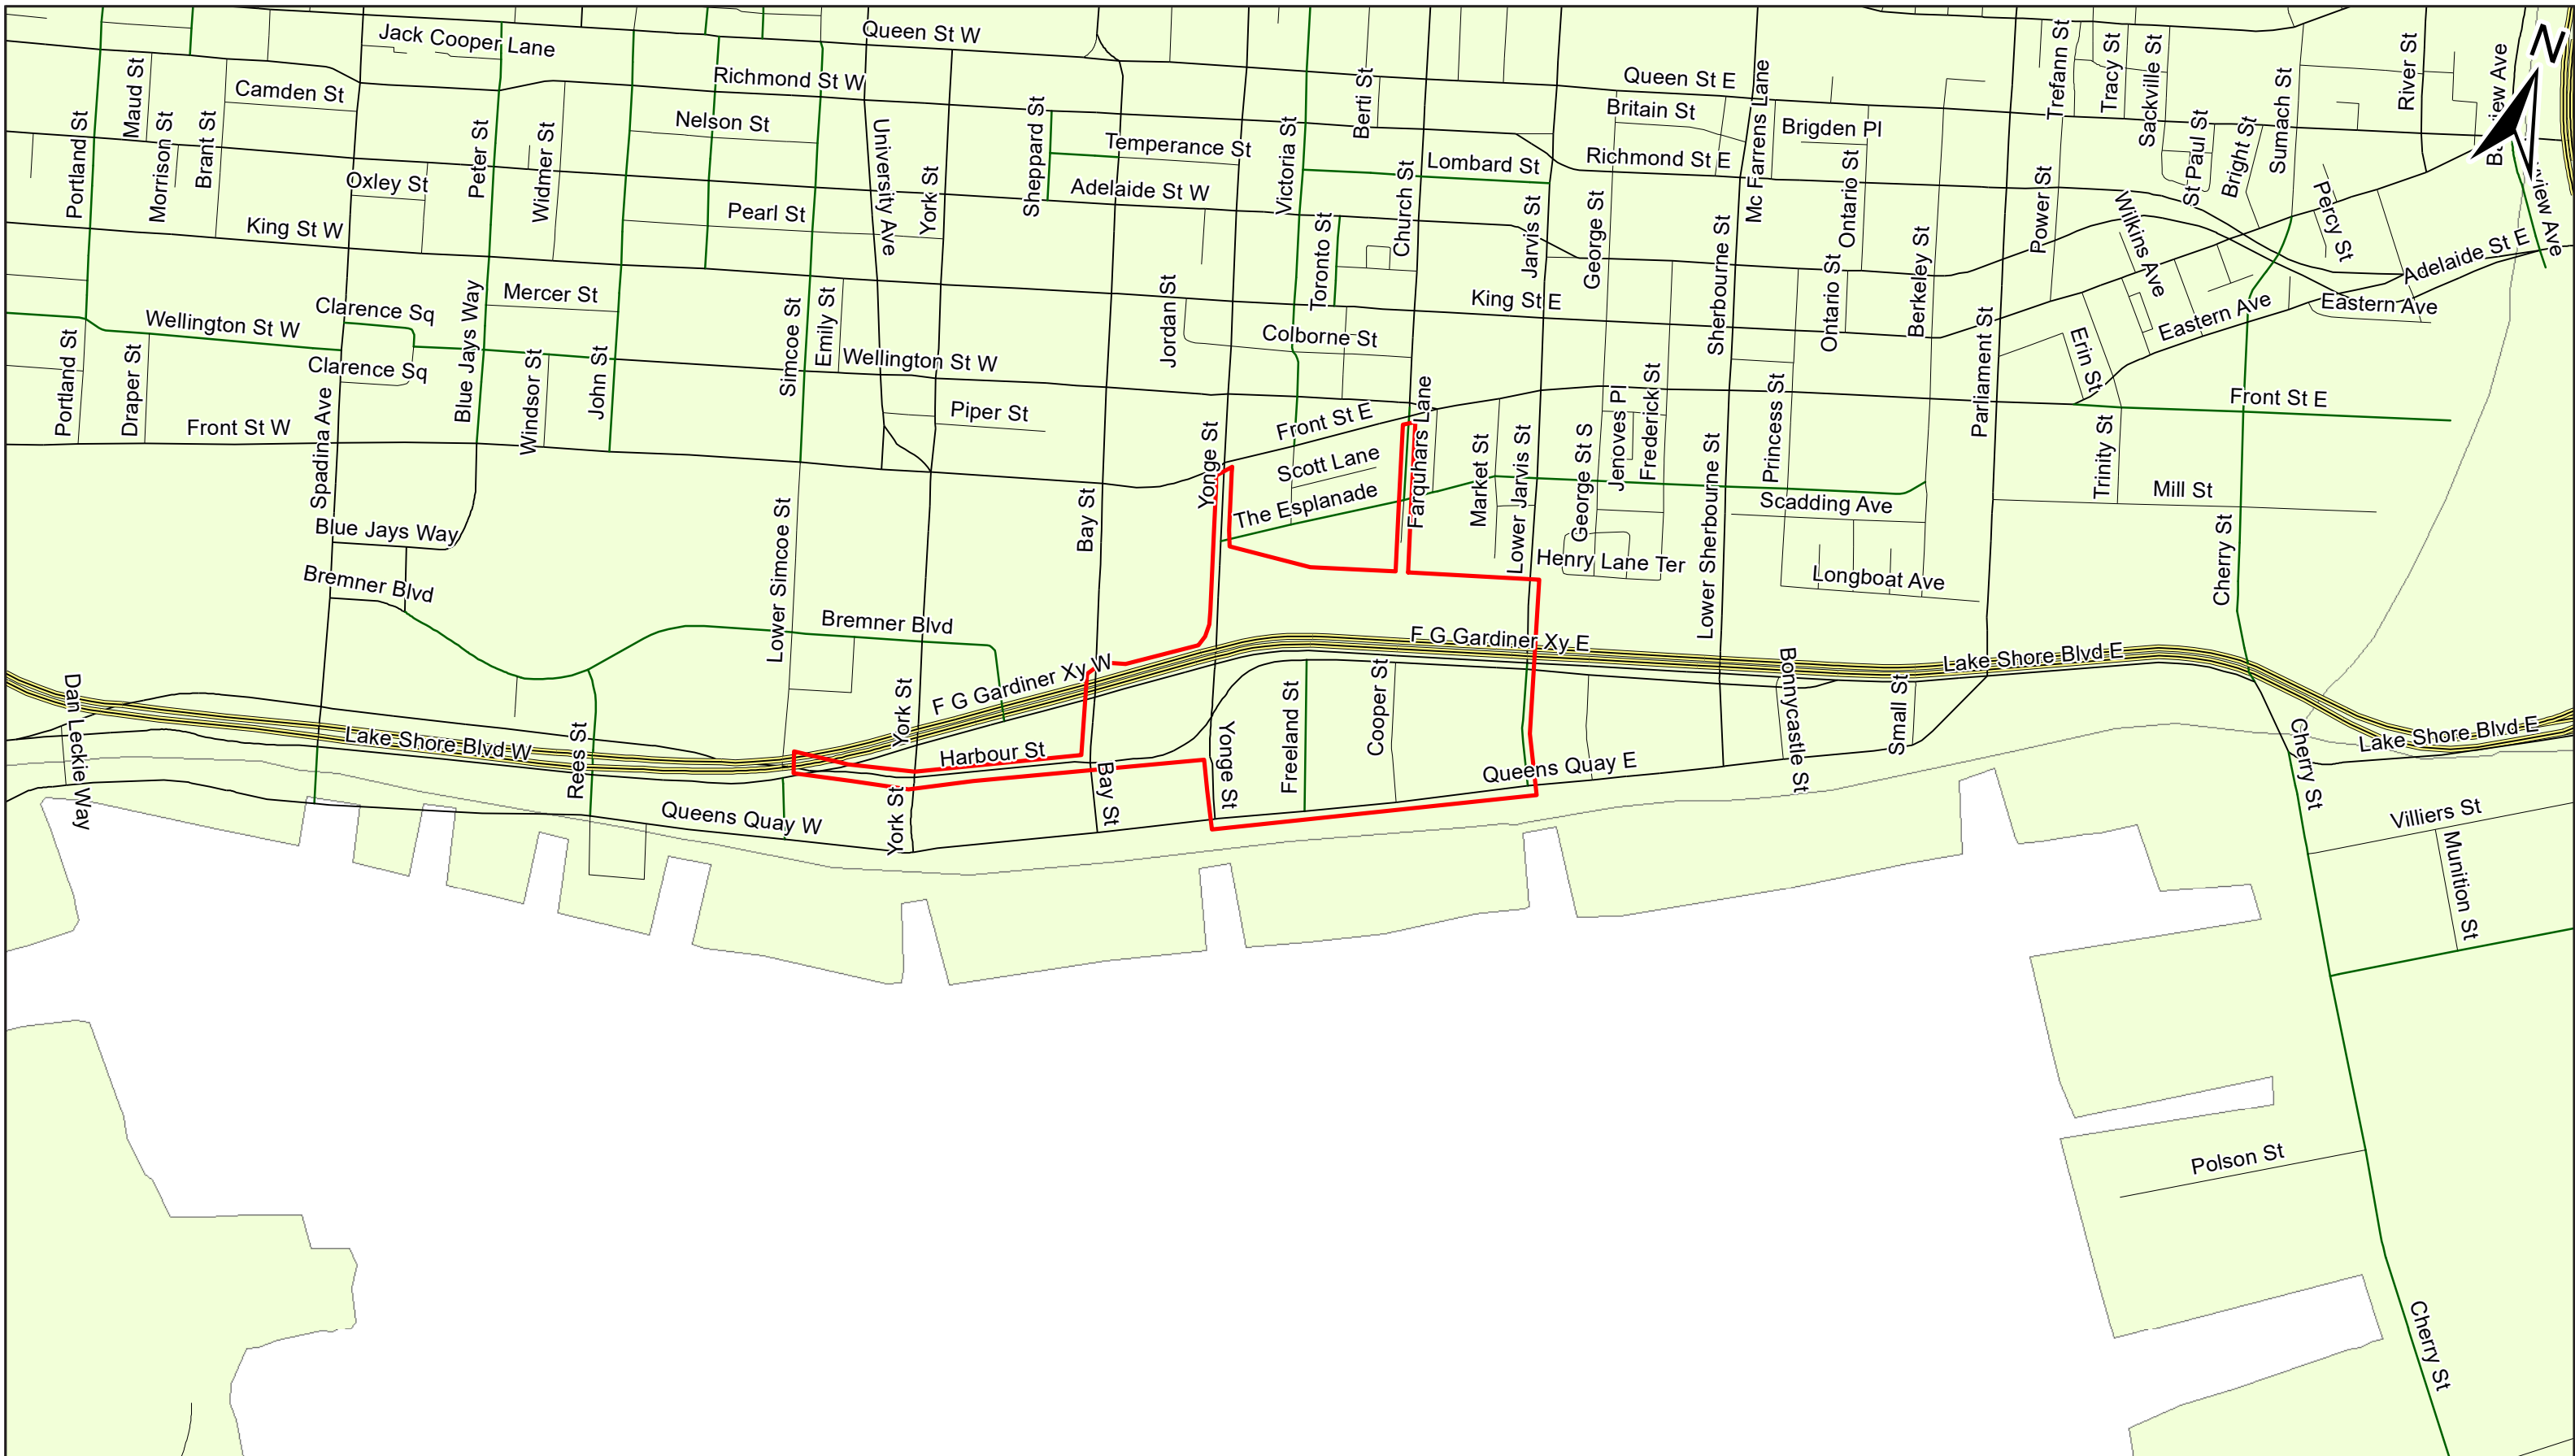 Jack Cooper Lane
Queen St W
Richmond St W
Camden St
Nelson St
Maud St
Portland St
Morrison St
Brant St
Peter St
Widmer St
Oxley St
King St W
Pearl St
University Ave
York St
Sheppard St
Temperance St
Adelaide St W
Victoria St
Berti St
Church St
Lombard St
Toronto St
Jarvis St
Queen St E
Britain St
Richmond St E
Mc Farrens Lane
Brigden Pl
Ontario St
George St
Sherbourne St
Trefann St
Tracy St
Sackville St
St Paul St
Bright St
Sumach St
River St
N
Power St
Wilkins Ave
Percy St
Adelaide St E
Eastern Ave
Eastern Ave
Berkeley St
Ontario St
Parliament St
Erin St
King St E
Colborne St
Jordan St
Mercer St
Clarence Sq
Wellington St W
Clarence Sq
Blue Jays Way
Simcoe St
Emily St
Wellington St W
Portland St
Draper St
Front St W
Spadina Ave
Windsor St
John St
Piper St
Front St E
Scott Lane
The Esplanade
Farquhars Lane
Market St
Lower Jarvis St
George St S
Jenoves Pl
Frederick St
Lower Sherbourne St
Princess St
Scadding Ave
Henry Lane Ter
Longboat Ave
Trinity St
Front St E
Mill St
Cherry St
Yonge St
Bay St
Blue Jays Way
Bremner Blvd
Lower Simcoe St
Bremner Blvd
F G Gardiner Xy W
F G Gardiner Xy E
Lake Shore Blvd E
Dan Leckie Way
Lake Shore Blvd W
Rees St
York St
Harbour St
Bay St
Yonge St
Freeland St
Cooper St
Queens Quay E
Bonnycastle St
Small St
Cherry St
Lake Shore Blvd E
Queens Quay W
York St
Villiers St
Munition St
Polson St
Cherry St